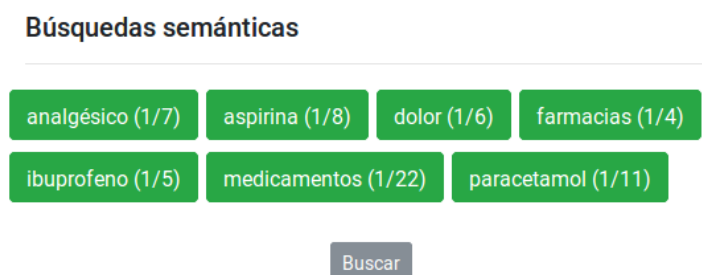 Búsquedas semánticas
analgésico (1/7) aspirina (1/8) dolor (1/6) farmacias (1/4)
ibuprofeno (1/5) medicamentos (1/22) paracetamol (1/11)
Buscar